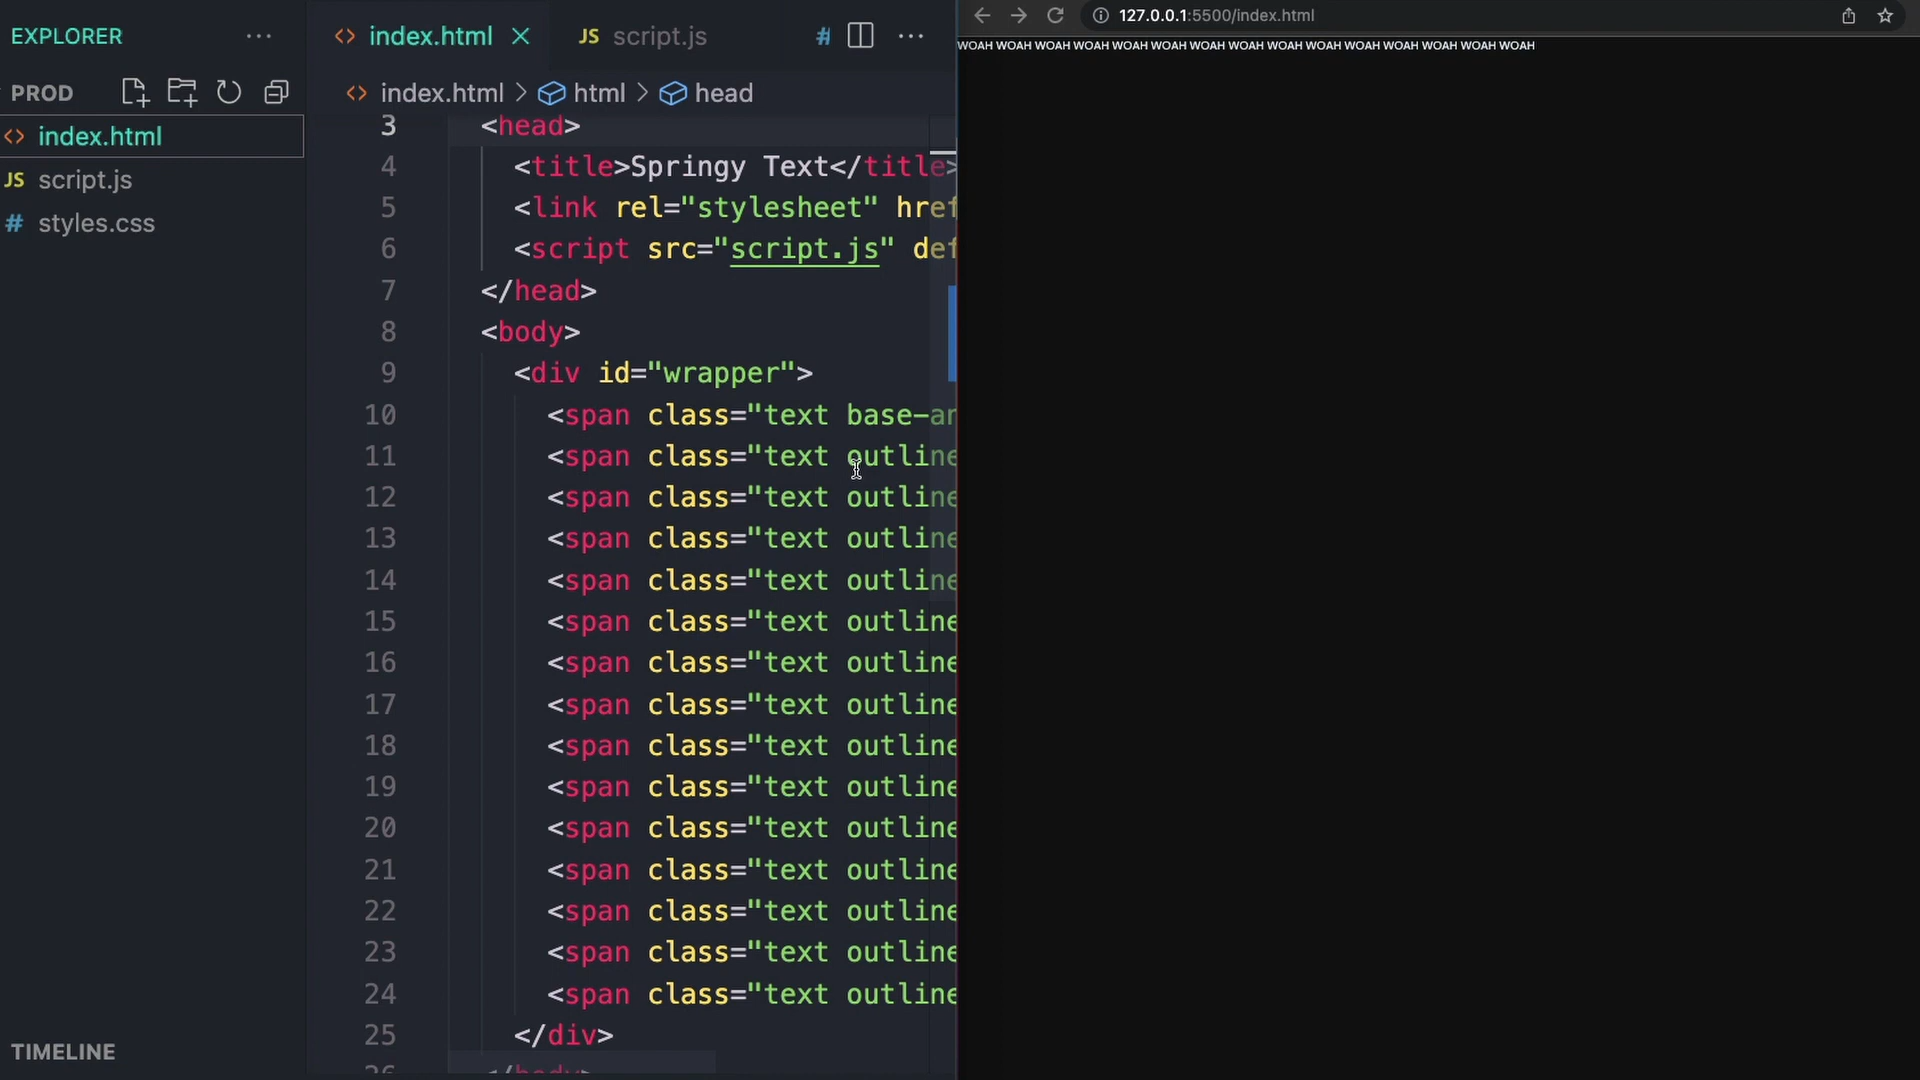 EXPLORER
PROD
index.html
script.js
styles.css
TIMELINE
index.html
JS script.js
#
index.html > html > head
3 <head>
4 <title>Springy Text</title>
5 <link rel="stylesheet" href
6 <script src="script.js" def
7 </head>
8 <body>
9 <div id="wrapper">
10 <span class="text base-ar
11 <span class="text outline
12 <span class="text outline
13 <span class="text outline
14 <span class="text outline
15 <span class="text outline
16 <span class="text outline
17 <span class="text outline
18 <span class="text outline
19 <span class="text outline
20 <span class="text outline
21 <span class="text outline
22 <span class="text outline
23 <span class="text outline
24 <span class="text outline
25 </div>
26 </body>
127.0.0.1:5500/index.html
WOAH WOAH WOAH WOAH WOAH WOAH WOAH WOAH WOAH WOAH WOAH WOAH WOAH WOAH WOAH